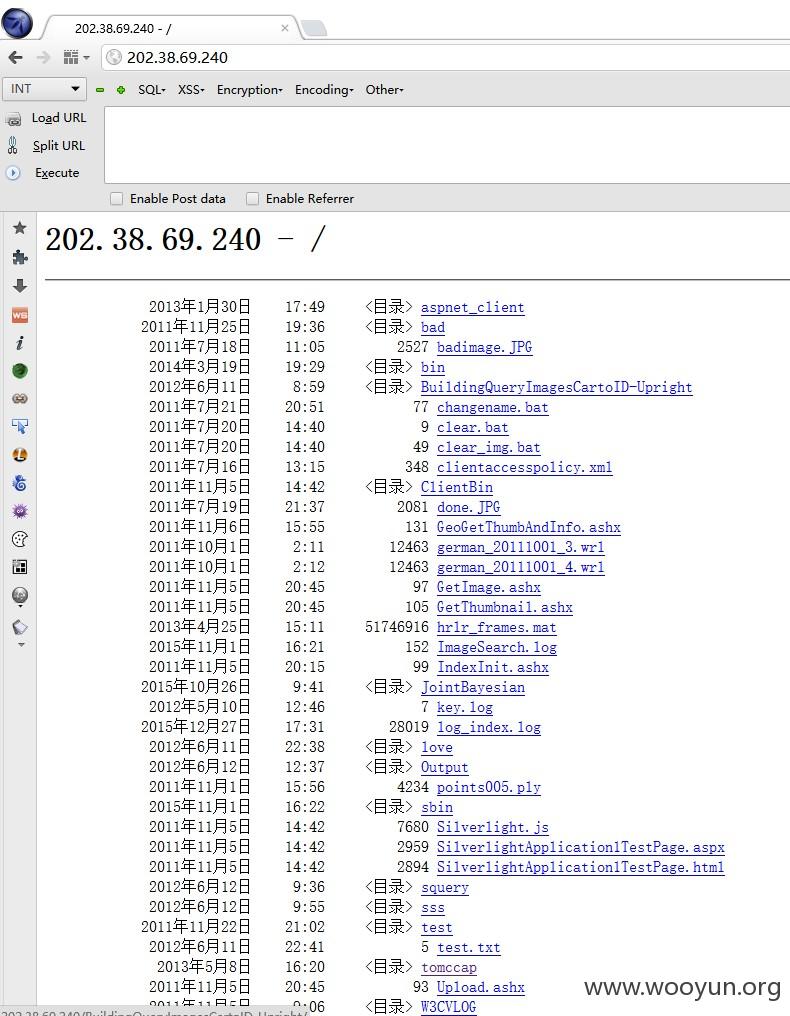 202.38.69.240 - /
202.38.69.240
INT SQL XSS Encryption Encoding Other
Load URL
Split URL
Execute
Enable Post data Enable Referrer
202.38.69.240 - /
2013年1月30日 17:49 <目录> aspnet_client
2011年11月25日 19:36 <目录> bad
2011年7月18日 11:05 2527 badimage.JPG
2014年3月19日 19:29 <目录> bin
2012年6月11日 8:59 <目录> BuildingQueryImagesCartoID-Upright
2011年7月21日 20:51 77 changename.bat
2011年7月20日 14:40 9 clear.bat
2011年7月20日 14:40 49 clear_img.bat
2011年7月16日 13:15 348 clientaccesspolicy.xml
2011年11月5日 14:42 <目录> ClientBin
2011年7月19日 21:37 2081 done.JPG
2011年11月6日 15:55 131 GeoGetThumbAndInfo.ashx
2011年10月1日 2:11 12463 german_20111001_3.wrl
2011年10月1日 2:12 12463 german_20111001_4.wrl
2011年11月5日 20:45 97 GetImage.ashx
2011年11月5日 20:45 105 GetThumbnail.ashx
2013年4月25日 15:11 51746916 hrlr_frames.mat
2015年11月1日 16:21 152 ImageSearch.log
2011年11月5日 20:15 99 IndexInit.ashx
2015年10月26日 9:41 <目录> JointBayesian
2012年5月10日 12:46 7 key.log
2015年12月27日 17:31 28019 log_index.log
2012年6月11日 22:38 <目录> love
2012年6月12日 12:37 <目录> Output
2011年11月1日 15:56 4234 points005.ply
2015年11月1日 16:22 <目录> sbin
2011年11月5日 14:42 7680 Silverlight.js
2011年11月5日 14:42 2959 SilverlightApplication1TestPage.aspx
2011年11月5日 14:42 2894 SilverlightApplication1TestPage.html
2012年6月12日 9:36 <目录> squery
2012年6月12日 9:55 <目录> sss
2011年11月22日 21:02 <目录> test
2012年6月11日 22:41 5 test.txt
2013年5月8日 16:20 <目录> tomccap
2011年11月5日 20:45 93 Upload.ashx
<目录> W3CVLOG
www.wooyun.org